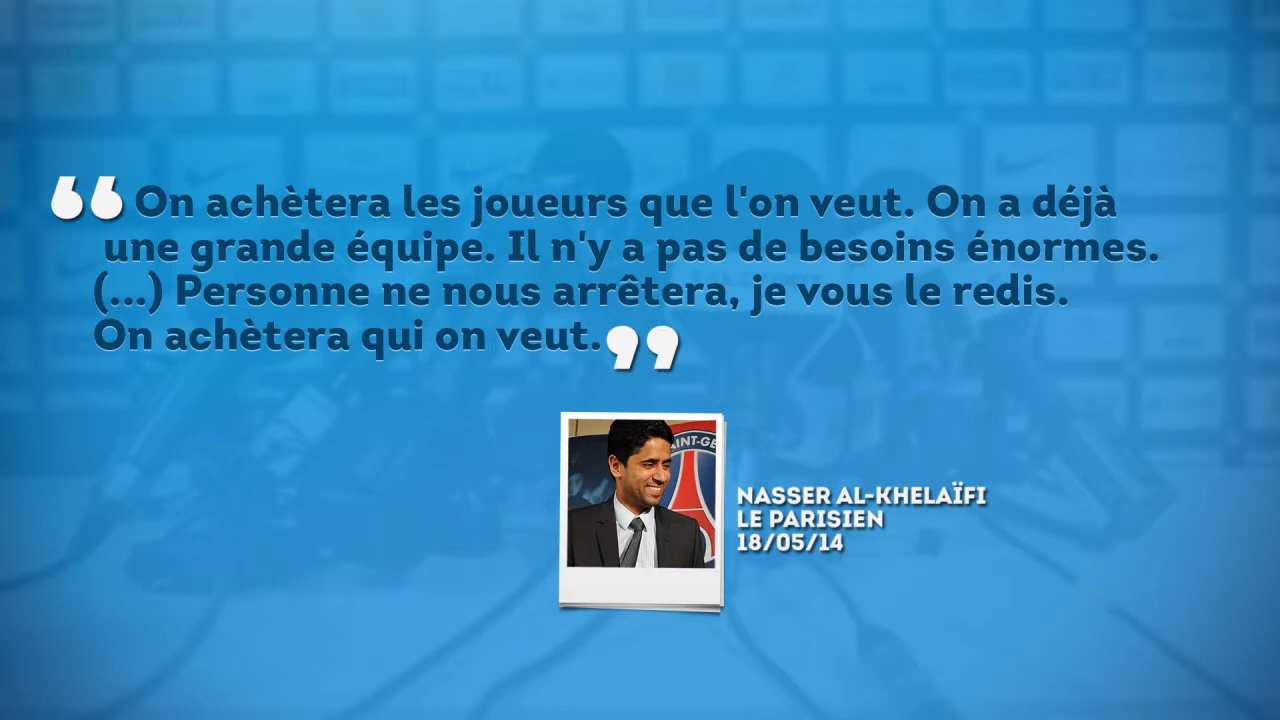 “ On achètera les joueurs que l'on veut. On a déjà
une grande équipe. Il n'y a pas de besoins énormes.
(...) Personne ne nous arrêtera, je vous le redis.
On achètera qui on veut. ”
AINT-GE
NASSER AL-KHELAÏFI
LE PARISIEN
18/05/14